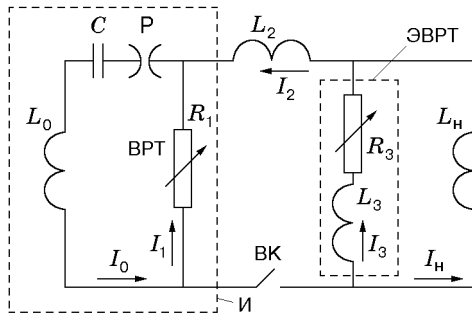 C P L₂ ЭВРТ
L₀ R₁ I₂ Lн
ВРТ R₃
L₃
I₀ I₁ ВК I₃ Iн
И